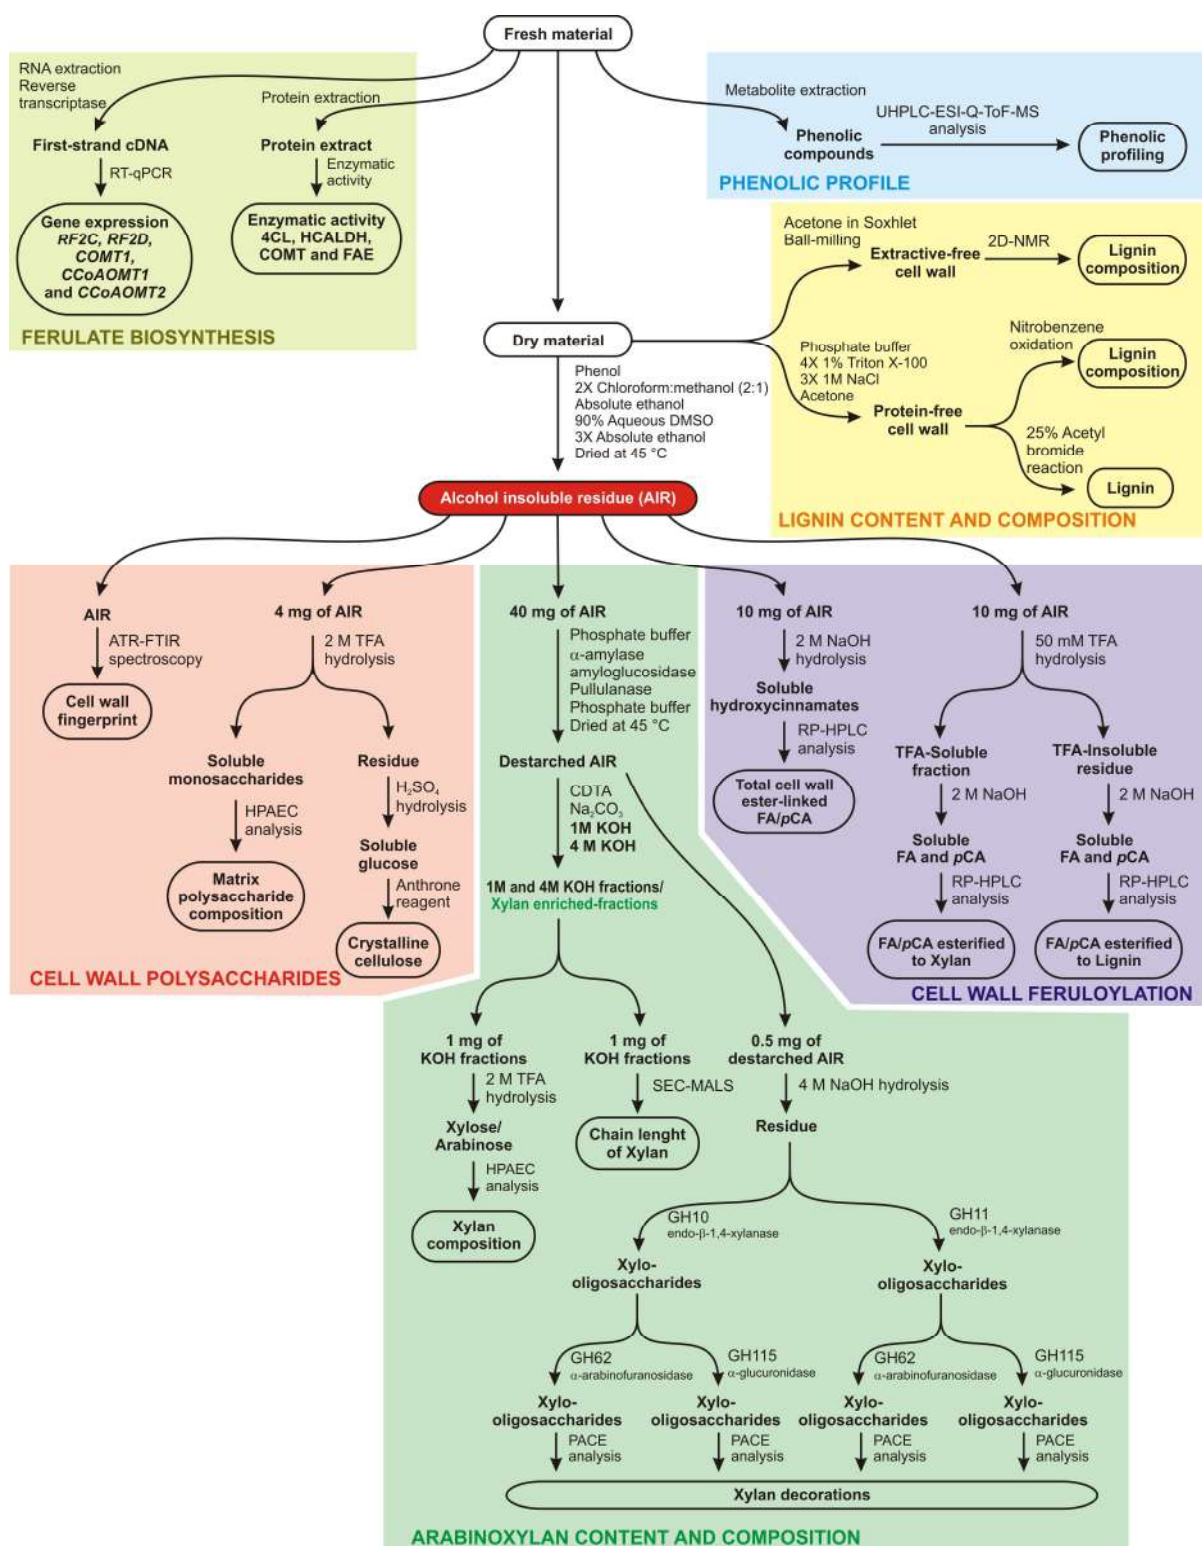 Fresh material
RNA extraction
Reverse
transcriptase
First-strand cDNA
RT-qPCR
Gene expression
RF2C, RF2D,
COMT1,
CCoAOMT1
and CCoAOMT2
Protein extraction
Protein extract
Enzymatic
activity
Enzymatic activity
4CL, HCALDH,
COMT and FAE
FERULATE BIOSYNTHESIS
Metabolite extraction
Phenolic
compounds
UHPLC-ESI-Q-ToF-MS
analysis
Phenolic
profiling
PHENOLIC PROFILE
Dry material
Acetone in Soxhlet
Ball-milling
Extractive-free
cell wall
2D-NMR
Lignin
composition
Phosphate buffer
4X 1% Triton X-100
3X 1M NaCl
Acetone
Protein-free
cell wall
Nitrobenzene
oxidation
Lignin
composition
25% Acetyl
bromide
reaction
Lignin
LIGNIN CONTENT AND COMPOSITION
Phenol
2X Chloroform:methanol (2:1)
Absolute ethanol
90% Aqueous DMSO
3X Absolute ethanol
Dried at 45 °C
Alcohol insoluble residue (AIR)
AIR
ATR-FTIR
spectroscopy
Cell wall
fingerprint
4 mg of AIR
2 M TFA
hydrolysis
Soluble
monosaccharides
HPAEC
analysis
Matrix
polysaccharide
composition
Residue
H₂SO₄
hydrolysis
Soluble
glucose
Anthrone
reagent
Crystalline
cellulose
CELL WALL POLYSACCHARIDES
40 mg of AIR
Phosphate buffer
α-amylase
amyloglucosidase
Pullulanase
Phosphate buffer
Dried at 45 °C
Destarched AIR
CDTA
Na₂CO₃
1M KOH
4 M KOH
1M and 4M KOH fractions/
Xylan enriched-fractions
10 mg of AIR
2 M NaOH
hydrolysis
Soluble
hydroxycinnamates
RP-HPLC
analysis
Total cell wall
ester-linked
FA/pCA
10 mg of AIR
50 mM TFA
hydrolysis
TFA-Soluble
fraction
2 M NaOH
Soluble
FA and pCA
RP-HPLC
analysis
FA/pCA esterified
to Xylan
TFA-Insoluble
residue
2 M NaOH
Soluble
FA and pCA
RP-HPLC
analysis
FA/pCA esterified
to Lignin
CELL WALL FERULOYLATION
1 mg of
KOH fractions
2 M TFA
hydrolysis
Xylose/
Arabinose
HPAEC
analysis
Xylan
composition
1 mg of
KOH fractions
SEC-MALS
Chain lenght
of Xylan
0.5 mg of
destarched AIR
4 M NaOH hydrolysis
Residue
GH10
endo-β-1,4-xylanase
Xylo-
oligosaccharides
GH11
endo-β-1,4-xylanase
Xylo-
oligosaccharides
GH62
α-arabinofuranosidase
Xylo-
oligosaccharides
PACE
analysis
GH115
α-glucuronidase
Xylo-
oligosaccharides
PACE
analysis
GH62
α-arabinofuranosidase
Xylo-
oligosaccharides
PACE
analysis
GH115
α-glucuronidase
Xylo-
oligosaccharides
PACE
analysis
Xylan decorations
ARABINOXYLAN CONTENT AND COMPOSITION